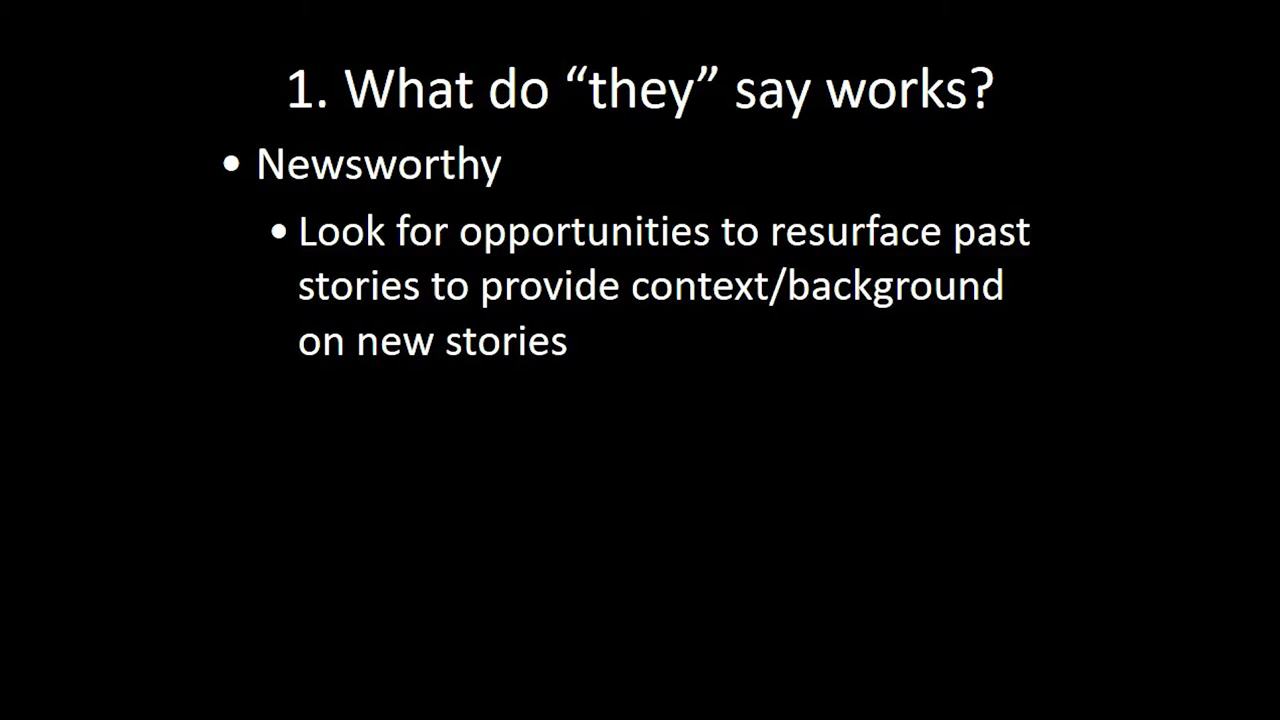 1. What do “they” say works?
• Newsworthy
• Look for opportunities to resurface past
stories to provide context/background
on new stories